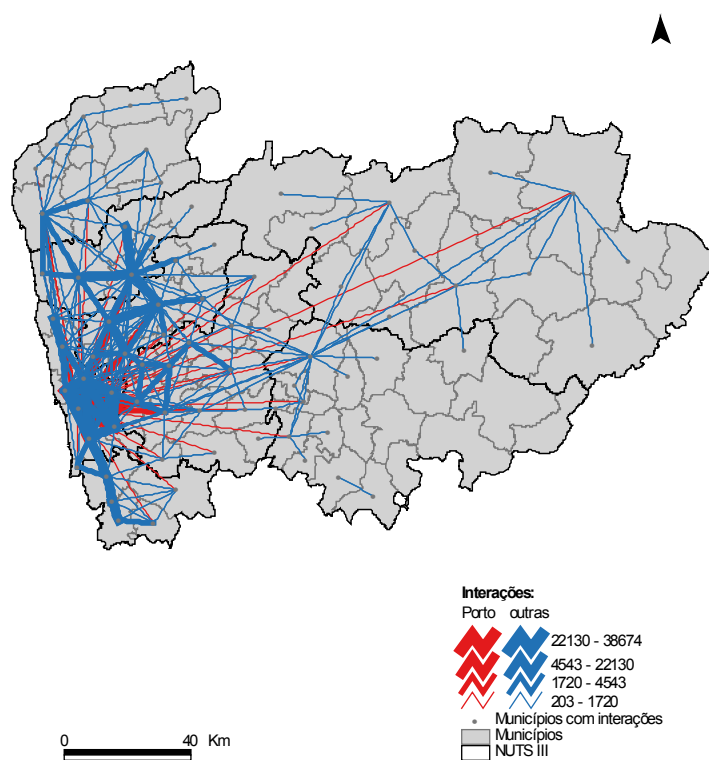 Interações:
Porto outras
22130 - 38674
4543 - 22130
1720 - 4543
203 - 1720
Municípios com interações
Municípios
NUTS III
0 40 Km